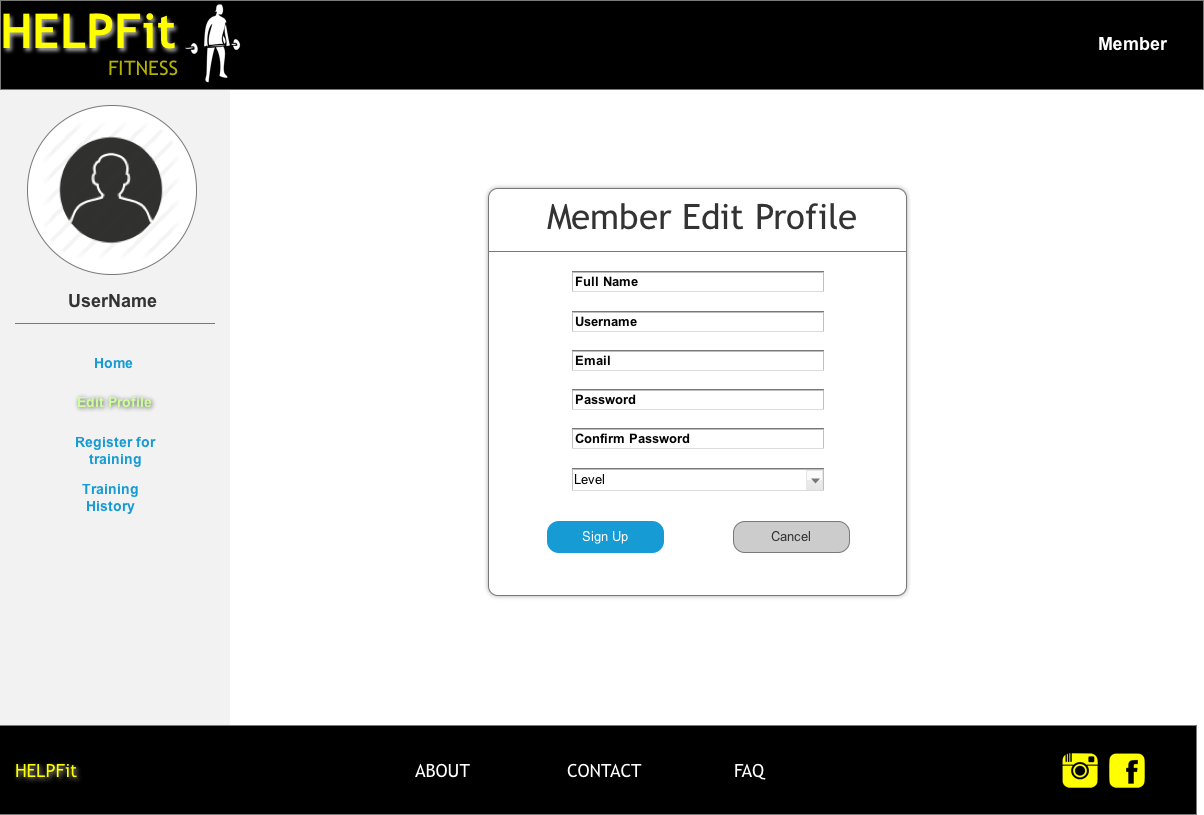 HELPFit
FITNESS
Member
UserName
Home
Edit Profile
Register for
training
Training
History
Member Edit Profile
Full Name
Username
Email
Password
Confirm Password
Level
Sign Up
Cancel
HELPFit
ABOUT
CONTACT
FAQ